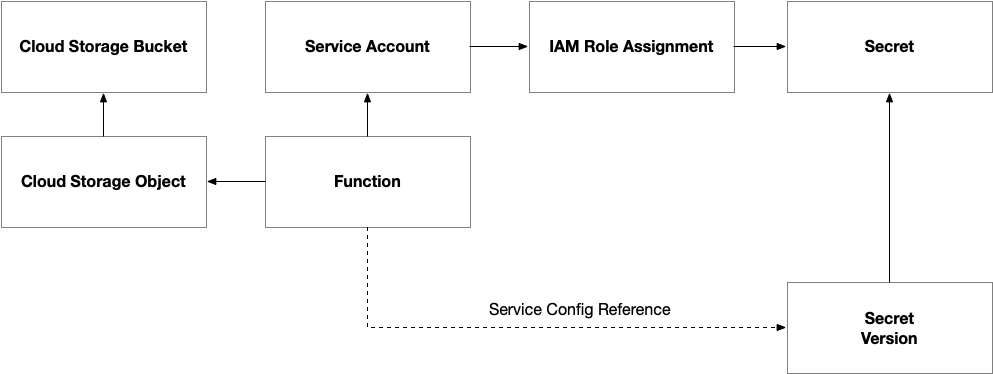 Cloud Storage Bucket
Service Account
IAM Role Assignment
Secret
Cloud Storage Object
Function
Service Config Reference
Secret
Version